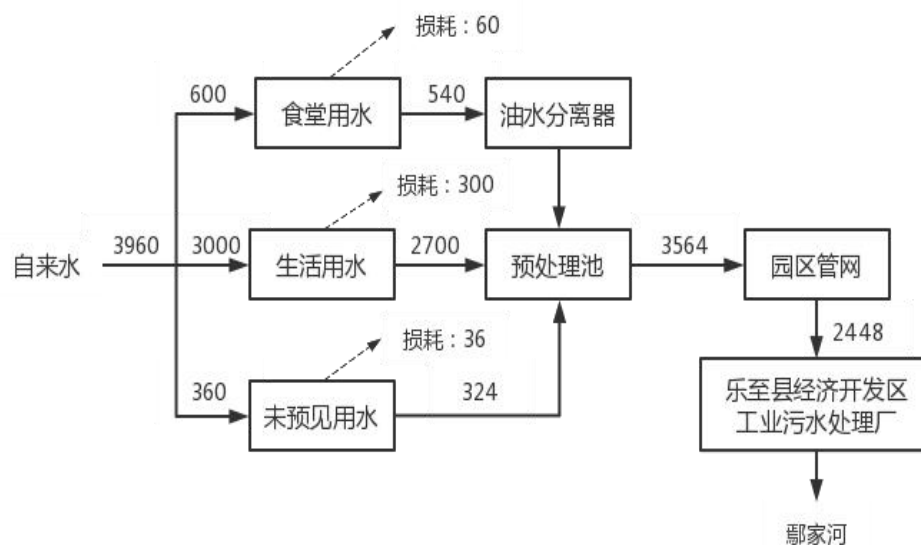 损耗：60
600
食堂用水
540
油水分离器
损耗：300
自来水
3960
3000
生活用水
2700
预处理池
3564
园区管网
损耗：36
2448
360
未预见用水
324
乐至县经济开发区
工业污水处理厂
鄢家河